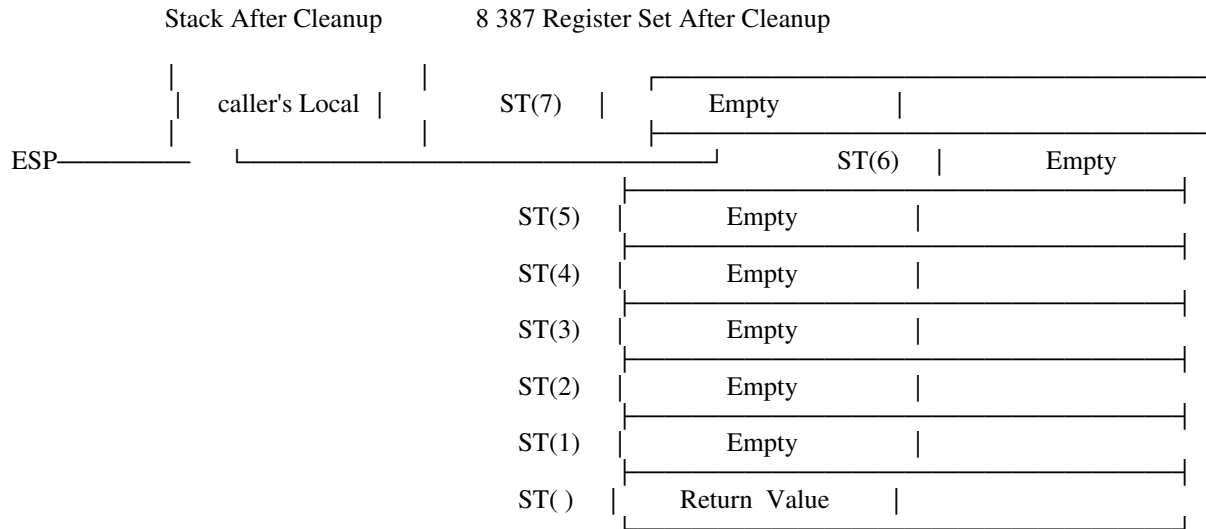 Stack After Cleanup 8 387 Register Set After Cleanup
caller's Local ST(7) Empty
ESP ST(6) Empty
ST(5) Empty
ST(4) Empty
ST(3) Empty
ST(2) Empty
ST(1) Empty
ST( ) Return Value